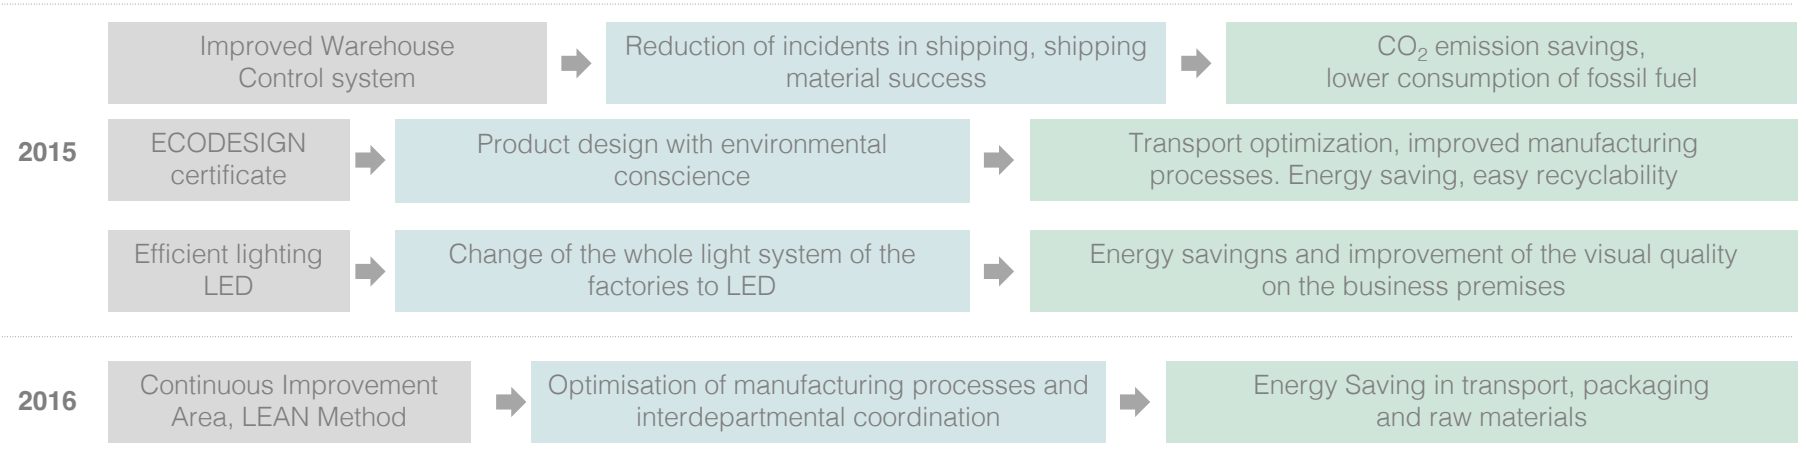 Improved Warehouse
Control system
Reduction of incidents in shipping, shipping
material success
CO₂ emission savings,
lower consumption of fossil fuel
2015
ECODESIGN
certificate
Product design with environmental
conscience
Transport optimization, improved manufacturing
processes. Energy saving, easy recyclability
Efficient lighting
LED
Change of the whole light system of the
factories to LED
Energy savingns and improvement of the visual quality
on the business premises
2016
Continuous Improvement
Area, LEAN Method
Optimisation of manufacturing processes and
interdepartmental coordination
Energy Saving in transport, packaging
and raw materials